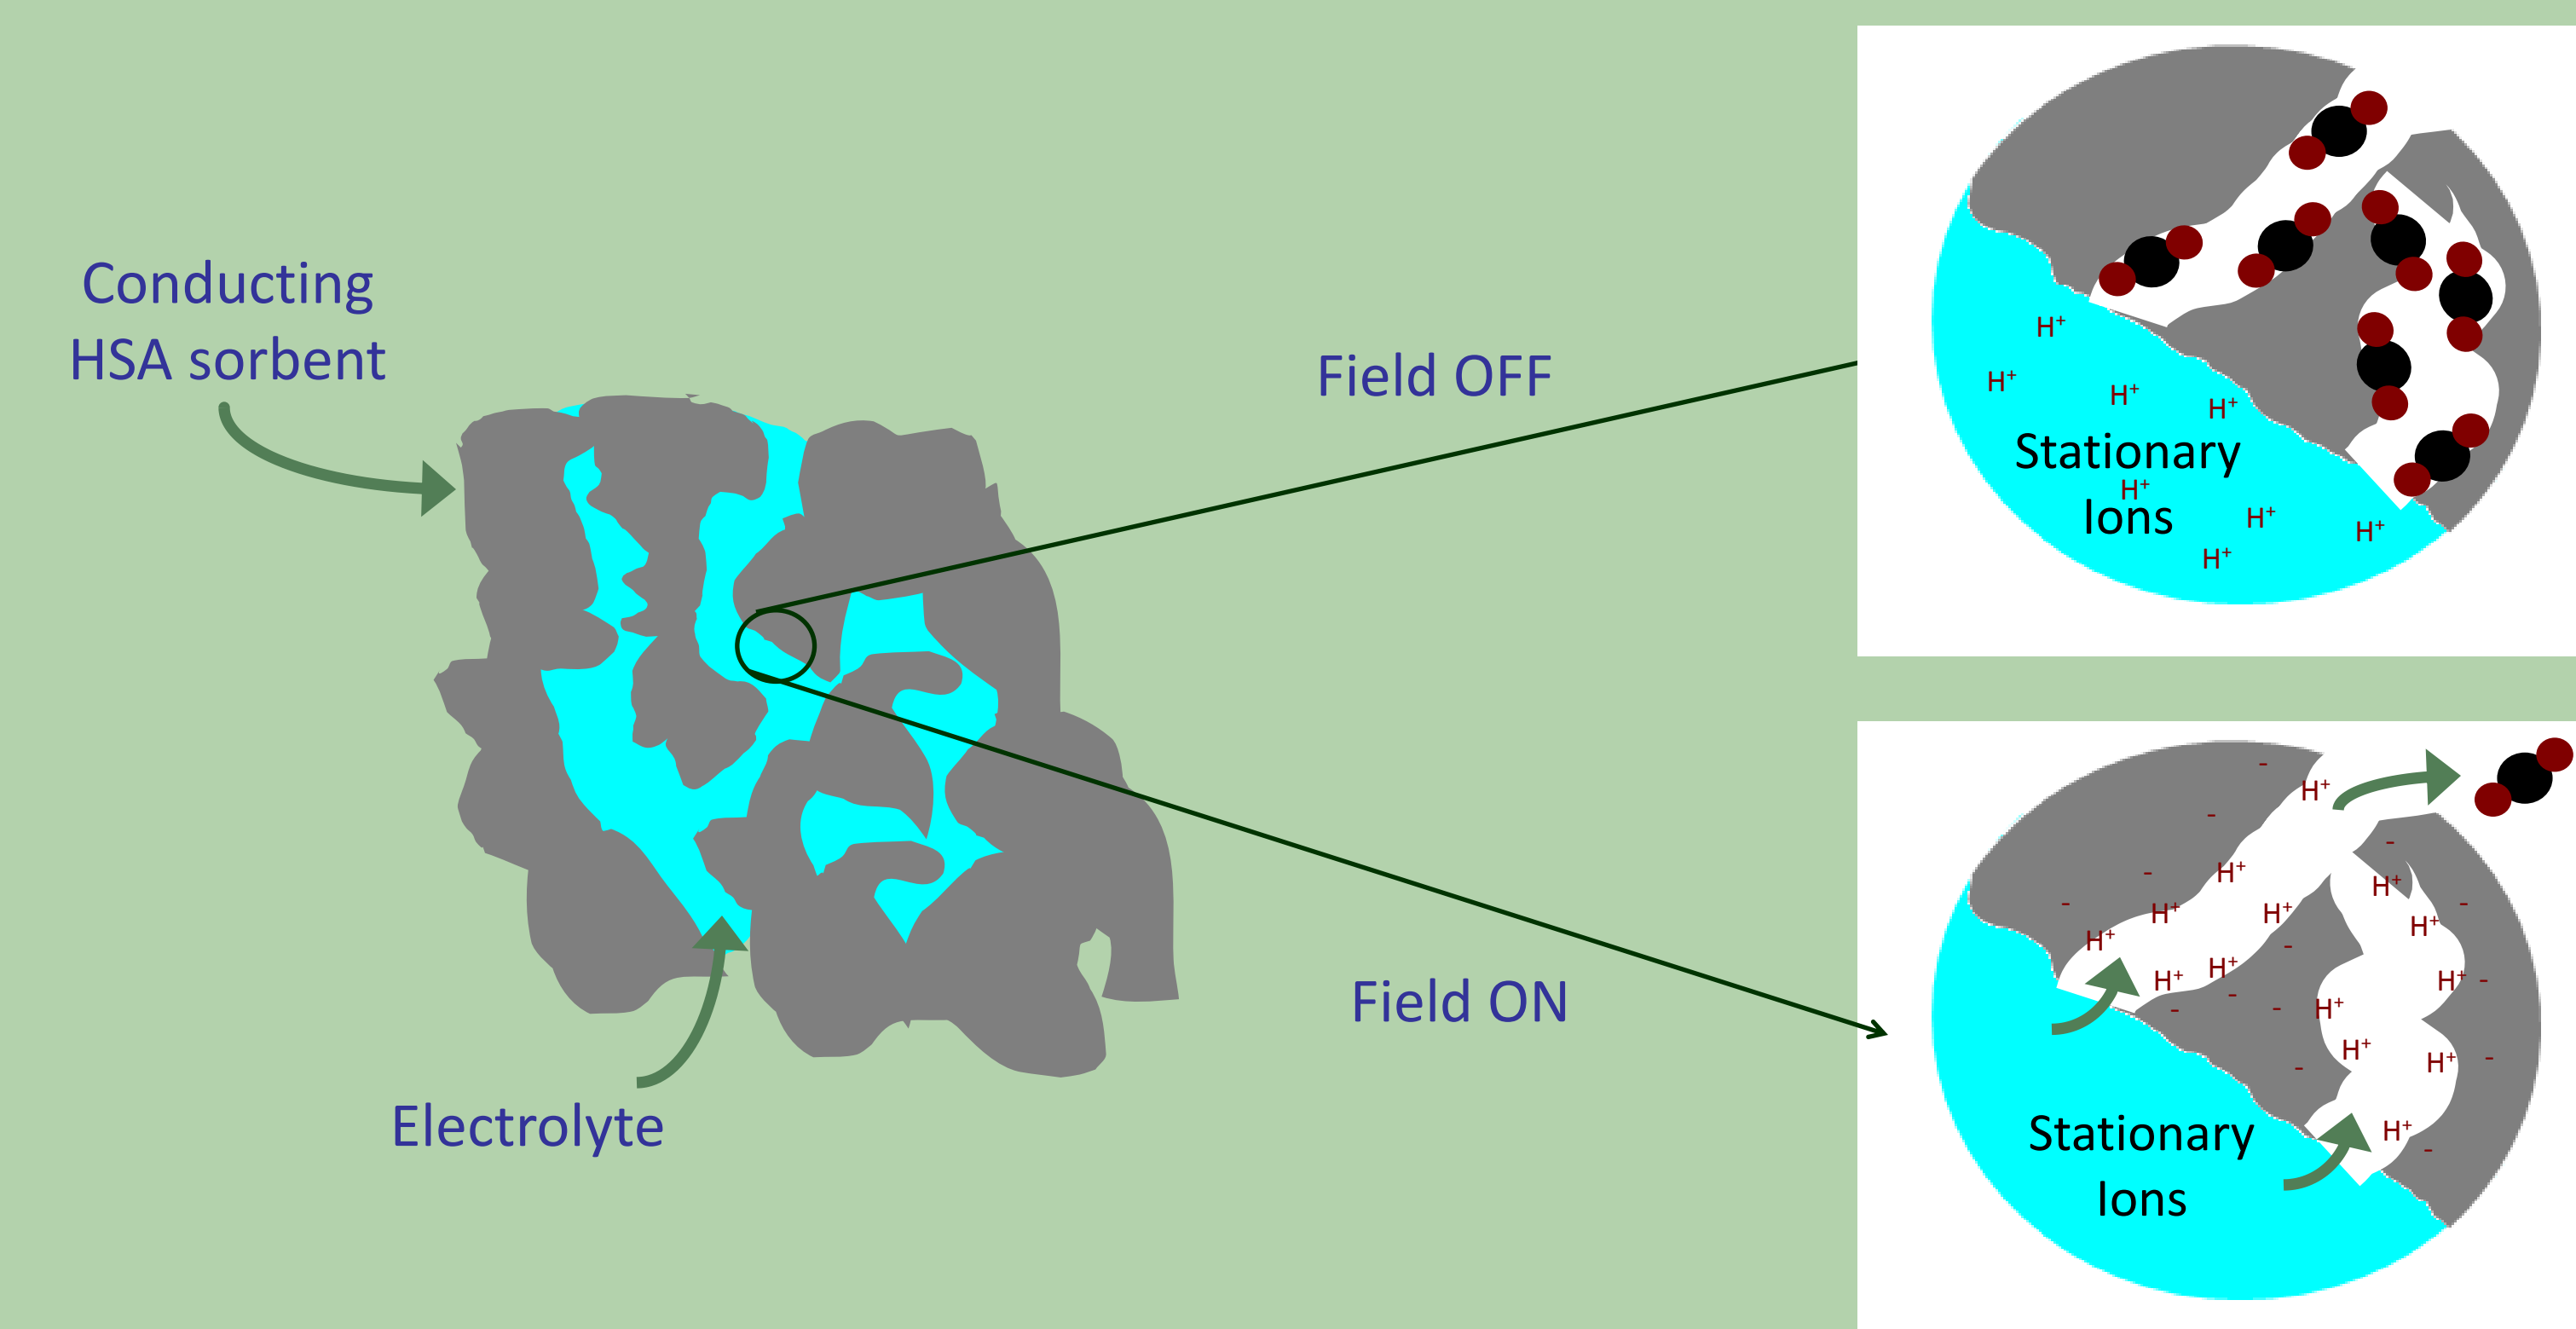 Conducting
HSA sorbent
Field OFF
H⁺
H⁺
H⁺
H⁺
Stationary
H⁺
Ions
H⁺
H⁺
H⁺
Electrolyte
Field ON
-
H⁺
-
-
H⁺
-
H⁺
-
H⁺
H⁺
-
H⁺
H⁺
-
H⁺
H⁺
H⁺
-
-
H⁺
-
-
H⁺
H⁺
-
-
Stationary
H⁺
-
Ions